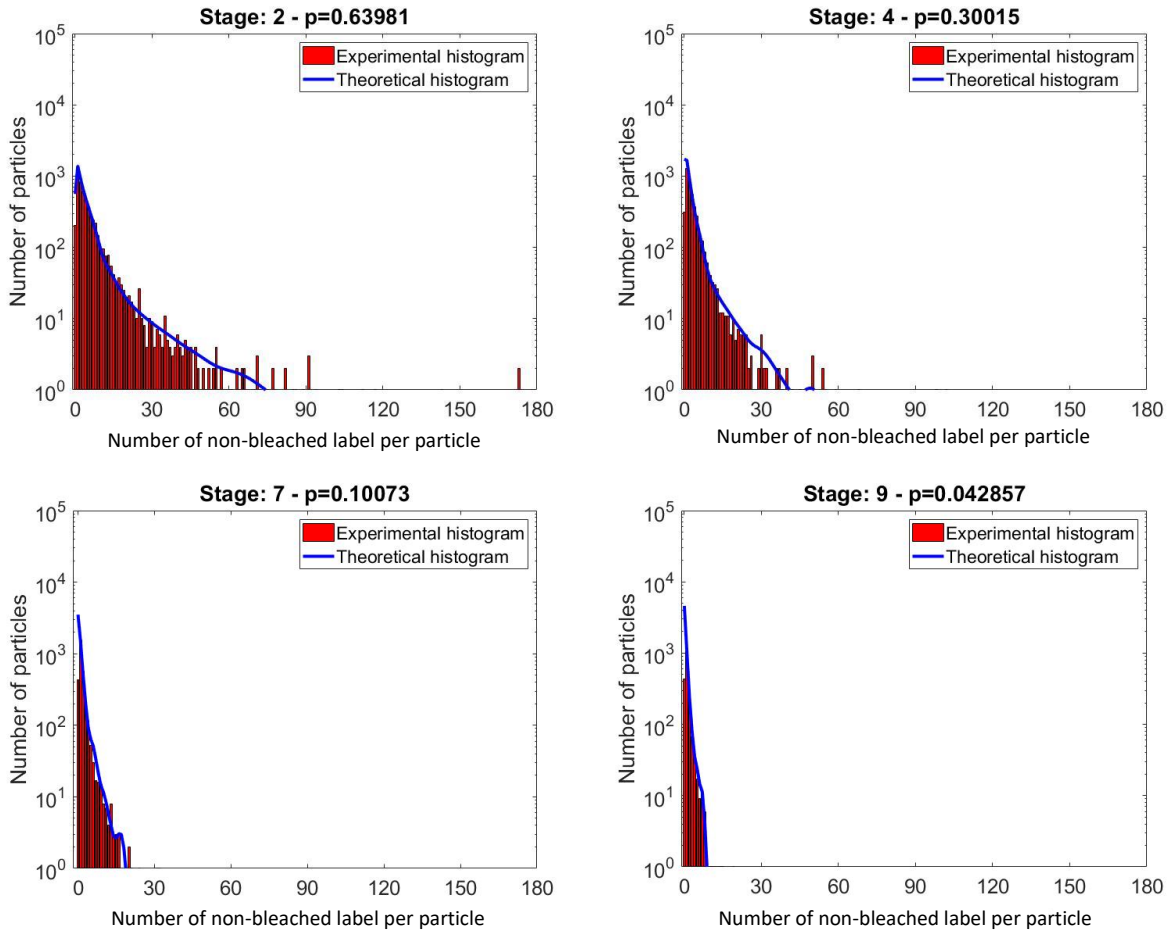 Stage: 2 - p=0.63981
10^5
10^4
10^3
10^2
10^1
10^0
Number of particles
Experimental histogram
Theoretical histogram
0 30 60 90 120 150 180
Number of non-bleached label per particle
Stage: 4 - p=0.30015
10^5
10^4
10^3
10^2
10^1
10^0
Number of particles
Experimental histogram
Theoretical histogram
0 30 60 90 120 150 180
Number of non-bleached label per particle
Stage: 7 - p=0.10073
10^5
10^4
10^3
10^2
10^1
10^0
Number of particles
Experimental histogram
Theoretical histogram
0 30 60 90 120 150 180
Number of non-bleached label per particle
Stage: 9 - p=0.042857
10^5
10^4
10^3
10^2
10^1
10^0
Number of particles
Experimental histogram
Theoretical histogram
0 30 60 90 120 150 180
Number of non-bleached label per particle